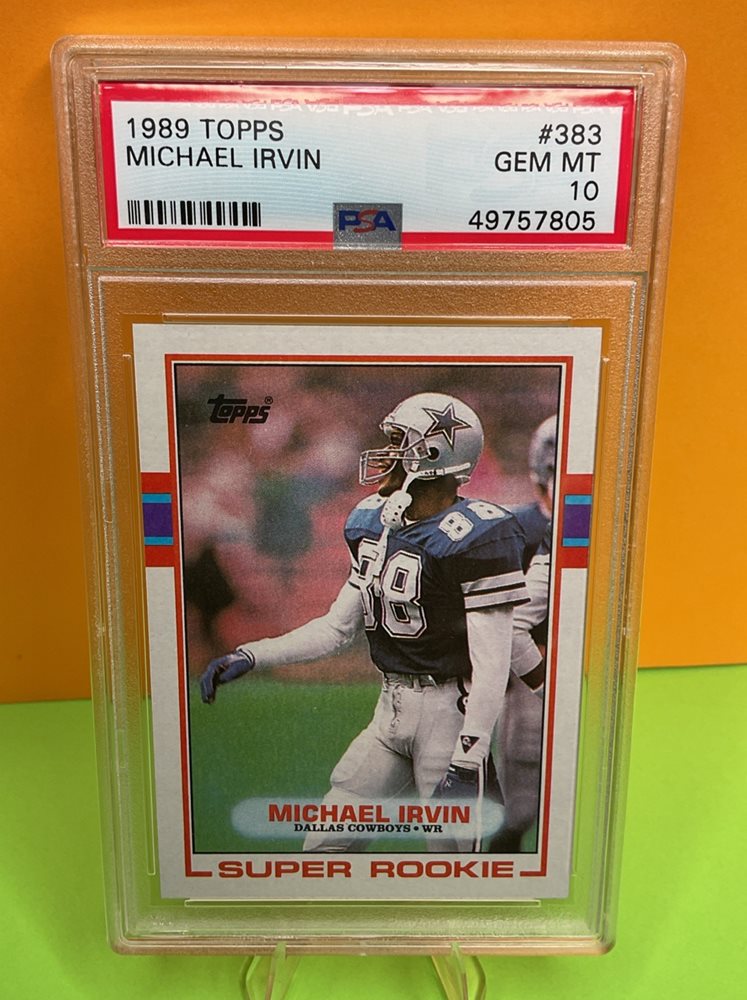 1989 TOPPS #383
MICHAEL IRVIN GEM MT
10
PSA 49757805
Topps®
88
88
MICHAEL IRVIN
DALLAS COWBOYS • WR
SUPER ROOKIE